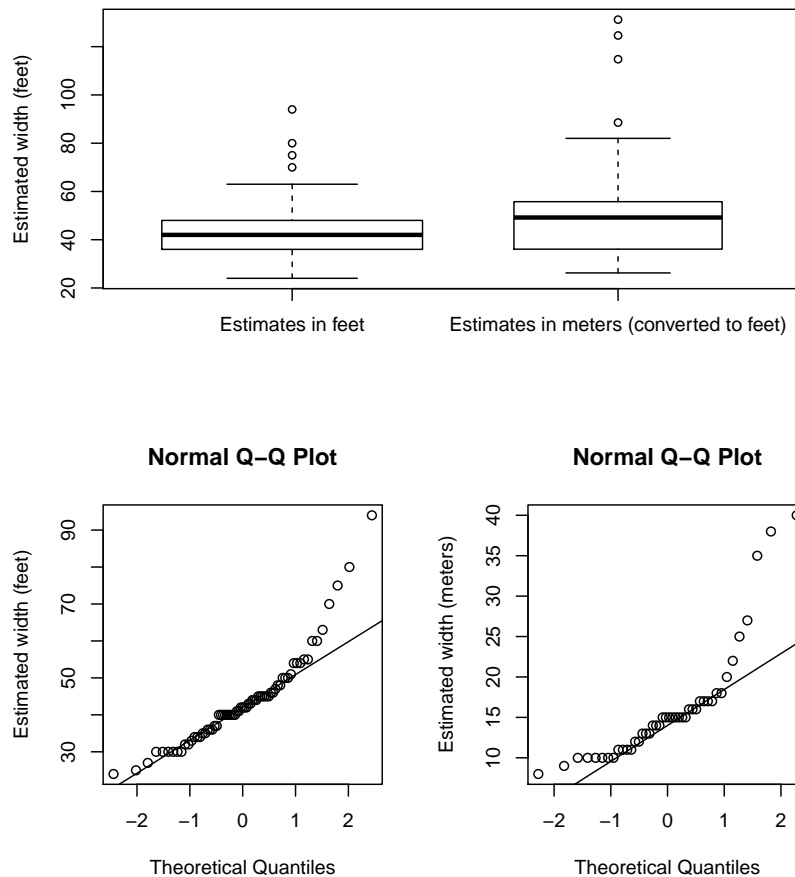 Estimated width (feet)
100
80
60
40
20
Estimates in feet
Estimates in meters (converted to feet)
Normal Q−Q Plot
Estimated width (feet)
90
70
50
30
−2 −1 0 1 2
Theoretical Quantiles
Normal Q−Q Plot
Estimated width (meters)
40
35
30
25
20
15
10
−2 −1 0 1 2
Theoretical Quantiles